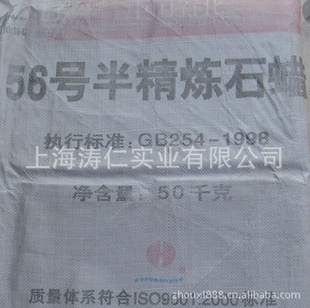 56号半精炼石蜡
执行标准:GB254-1998
上海涛仁实业有限公司
净含量:50千克
质量体系符合ISO9001:2000标准
zhouxl888.cn.alibaba.com